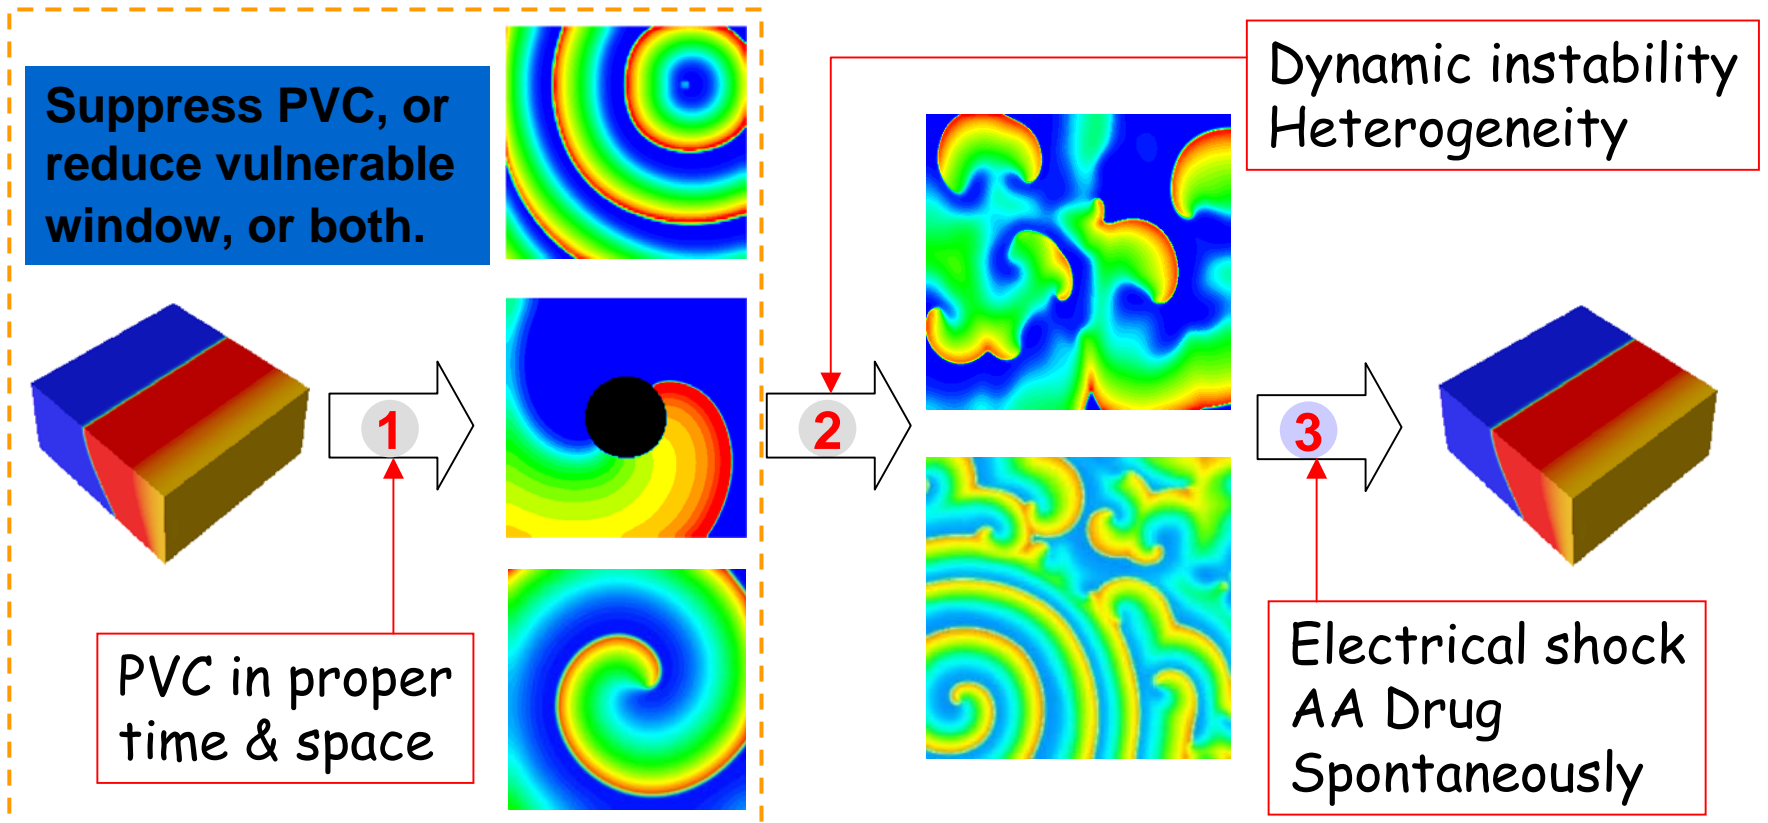 Suppress PVC, or
reduce vulnerable
window, or both.
Dynamic instability
Heterogeneity
1
2
3
PVC in proper
time & space
Electrical shock
AA Drug
Spontaneously